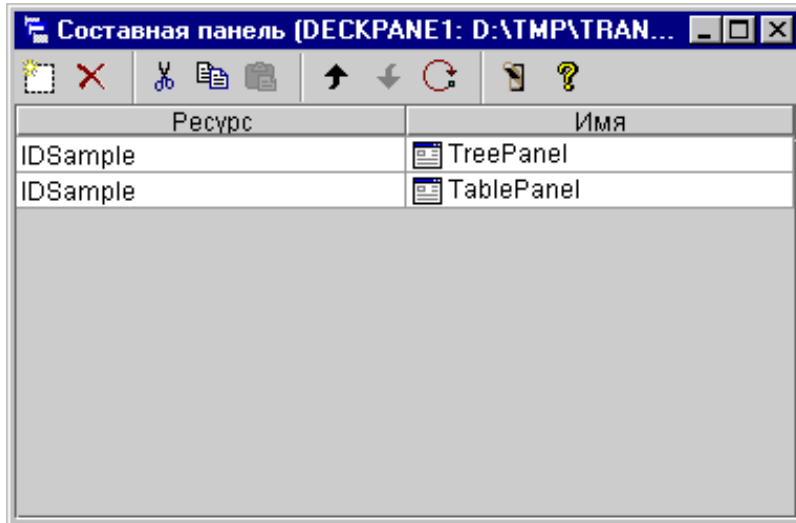 Составная панель (DECKPANE1: D:\TMP\TRAN...
Ресурс Имя
IDSample TreePanel
IDSample TablePanel